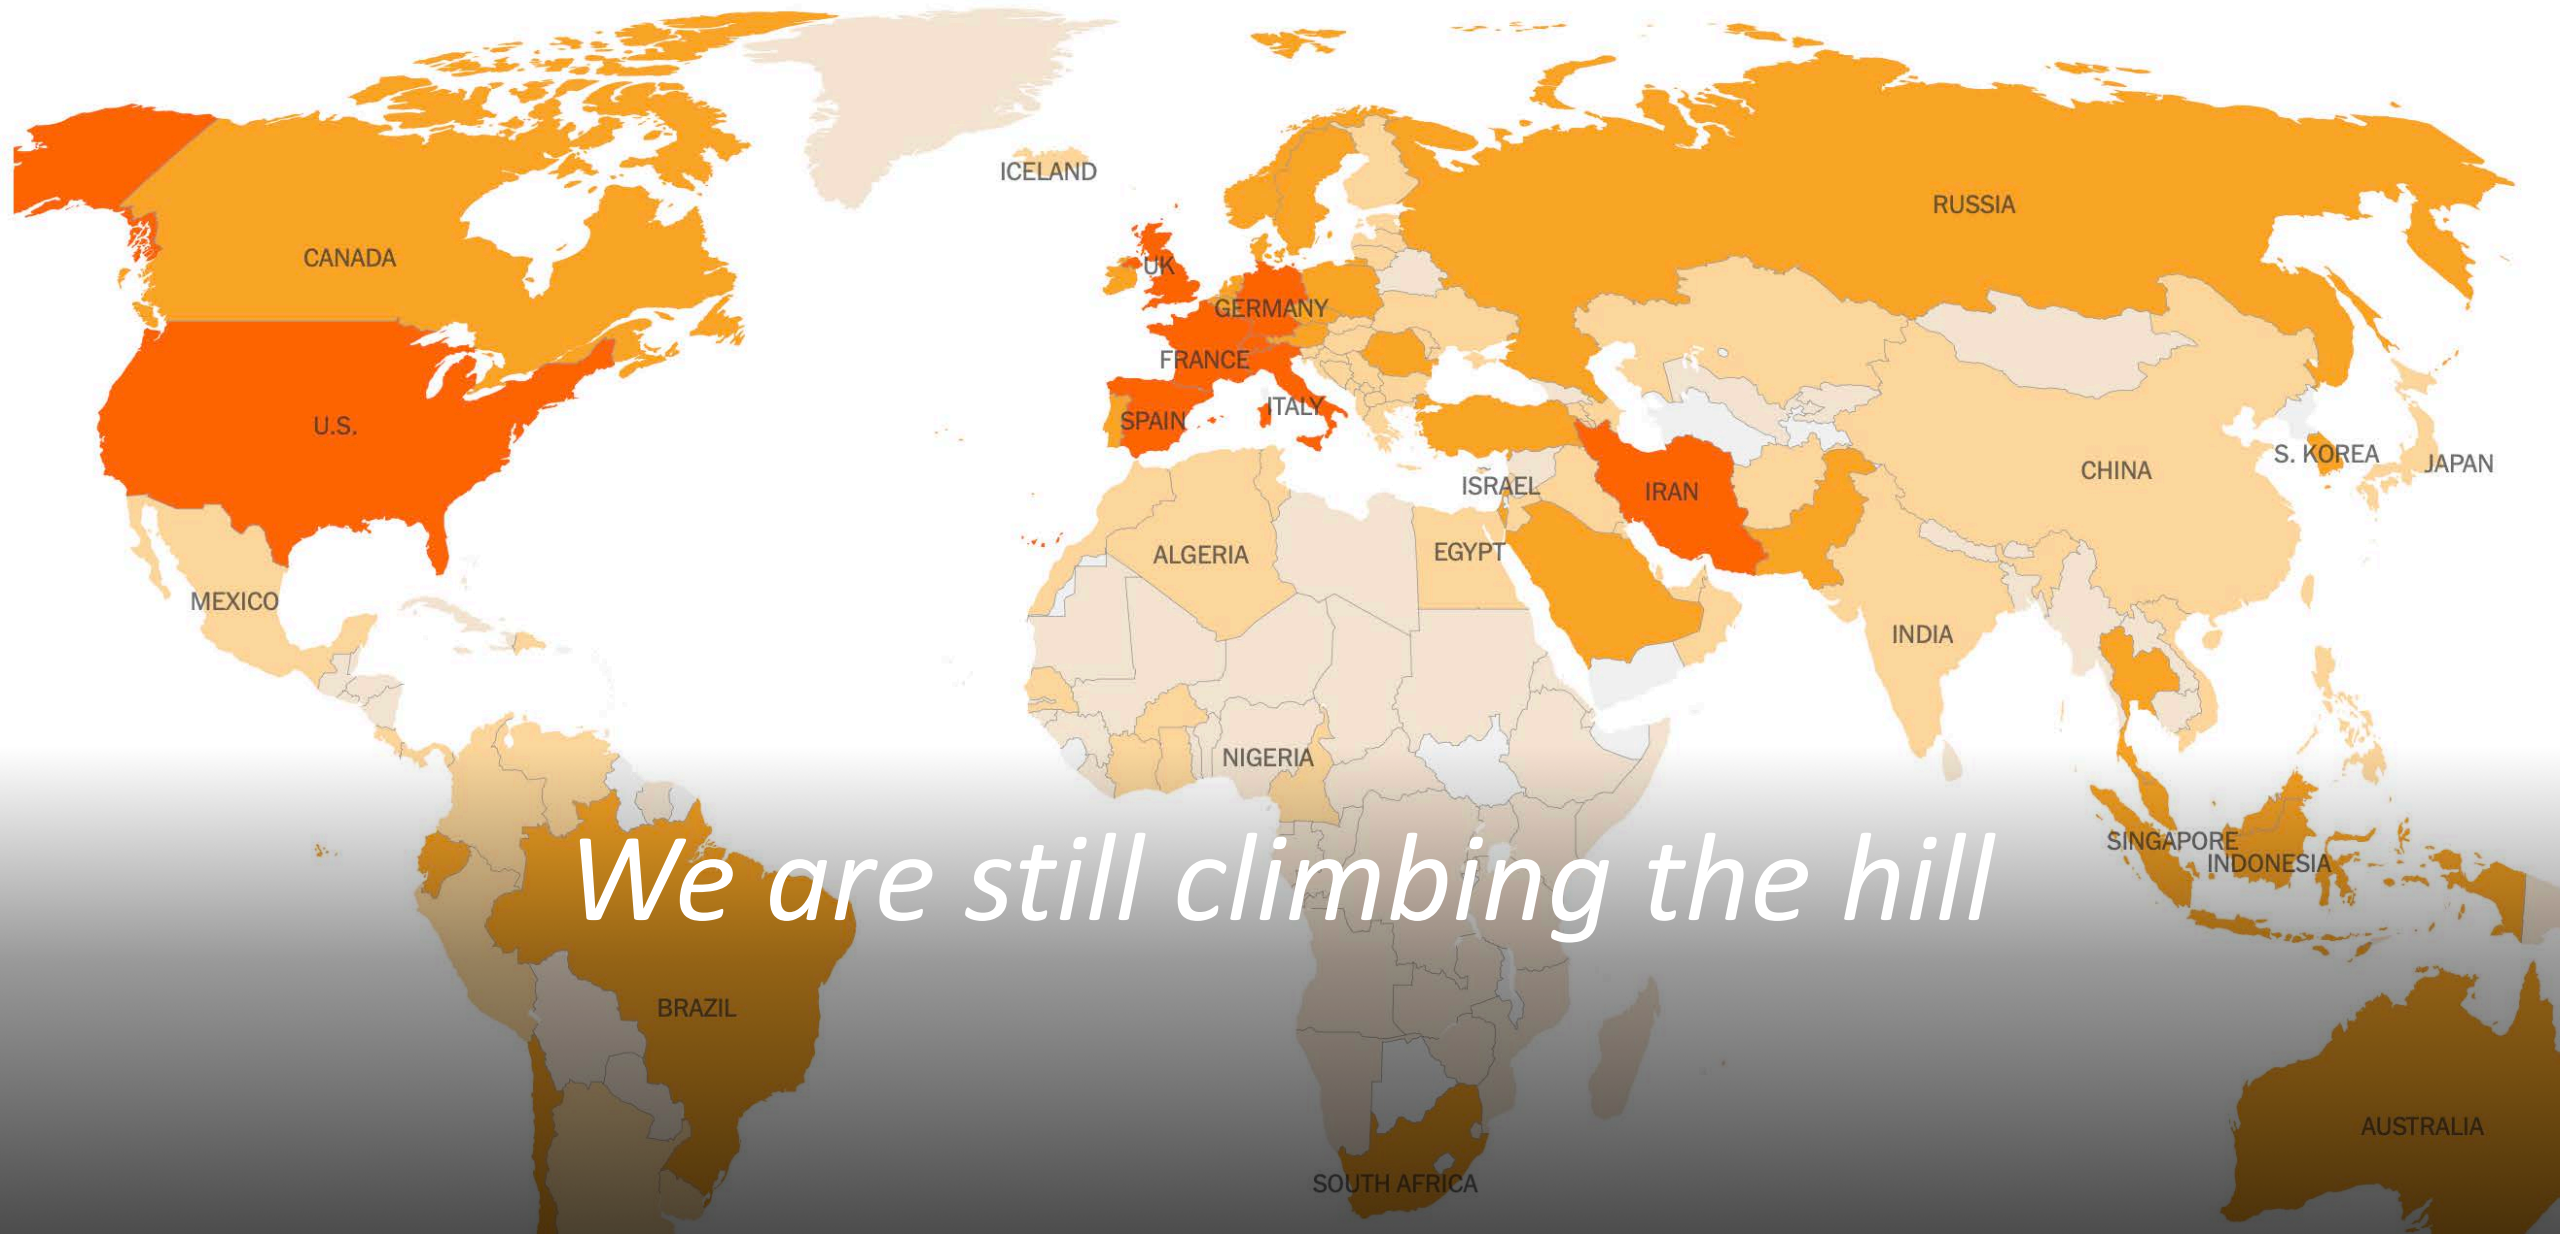 ICELAND
RUSSIA
CANADA
UK
GERMANY
FRANCE
ITALY
SPAIN
U.S.
S. KOREA
JAPAN
CHINA
ISRAEL
IRAN
ALGERIA
EGYPT
MEXICO
INDIA
NIGERIA
SINGAPORE
INDONESIA
We are still climbing the hill
BRAZIL
AUSTRALIA
SOUTH AFRICA